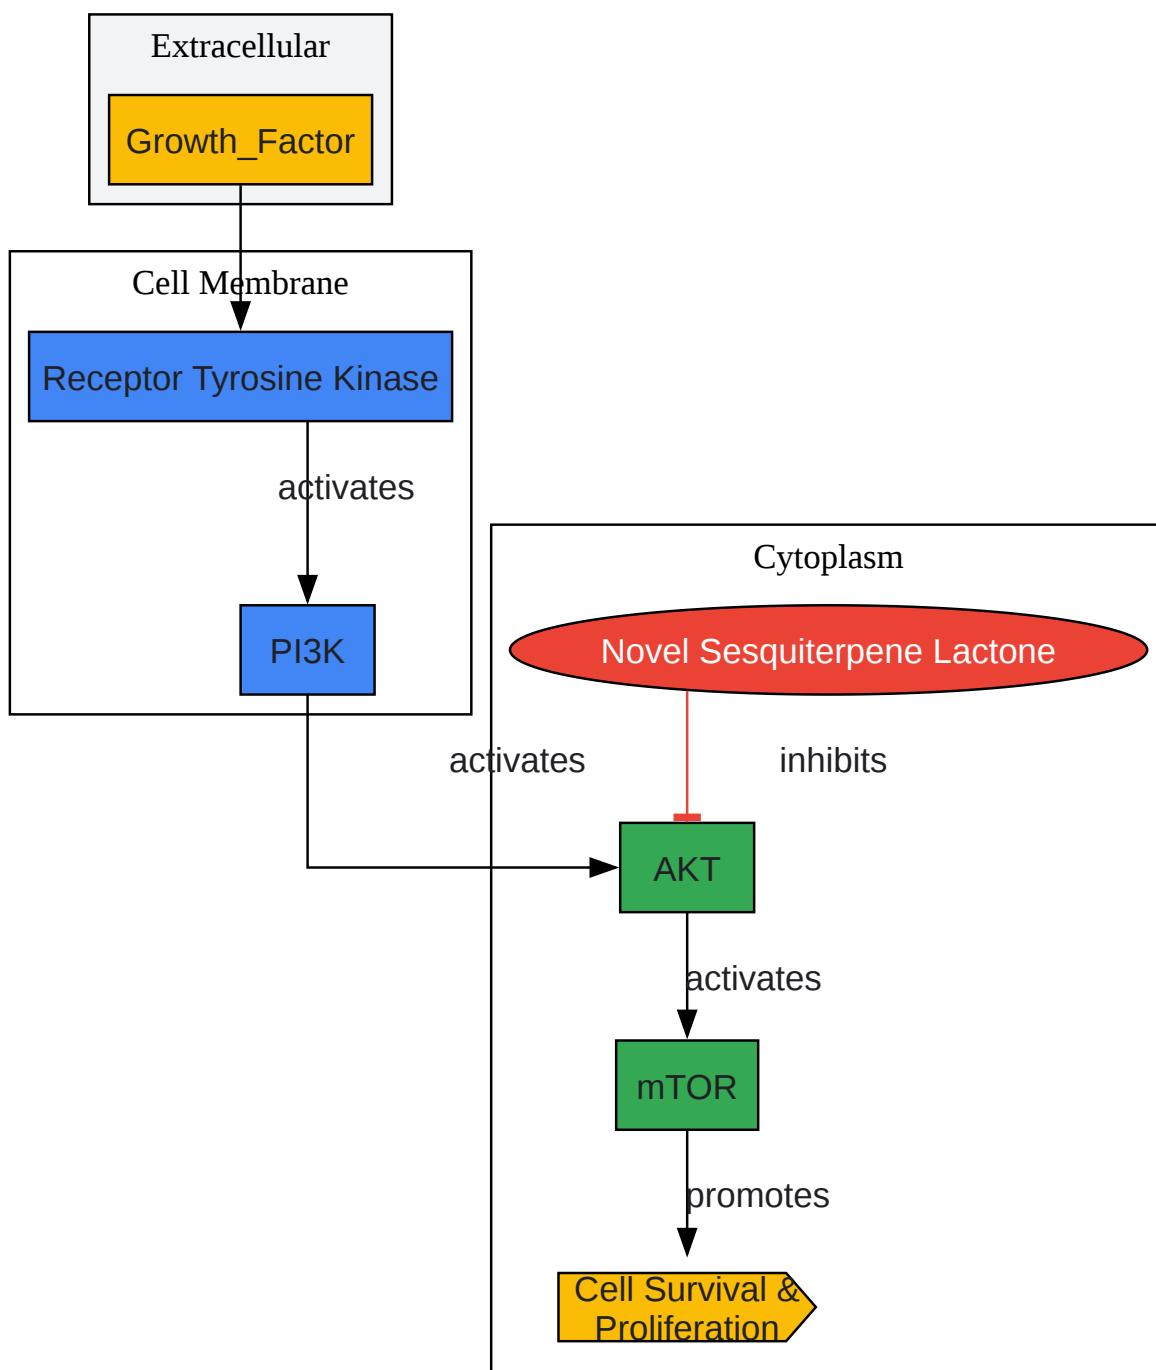 Extracellular
Growth_Factor
Cell Membrane
Receptor Tyrosine Kinase
activates
PI3K
Cytoplasm
Novel Sesquiterpene Lactone
activates
inhibits
AKT
activates
mTOR
promotes
Cell Survival &
Proliferation